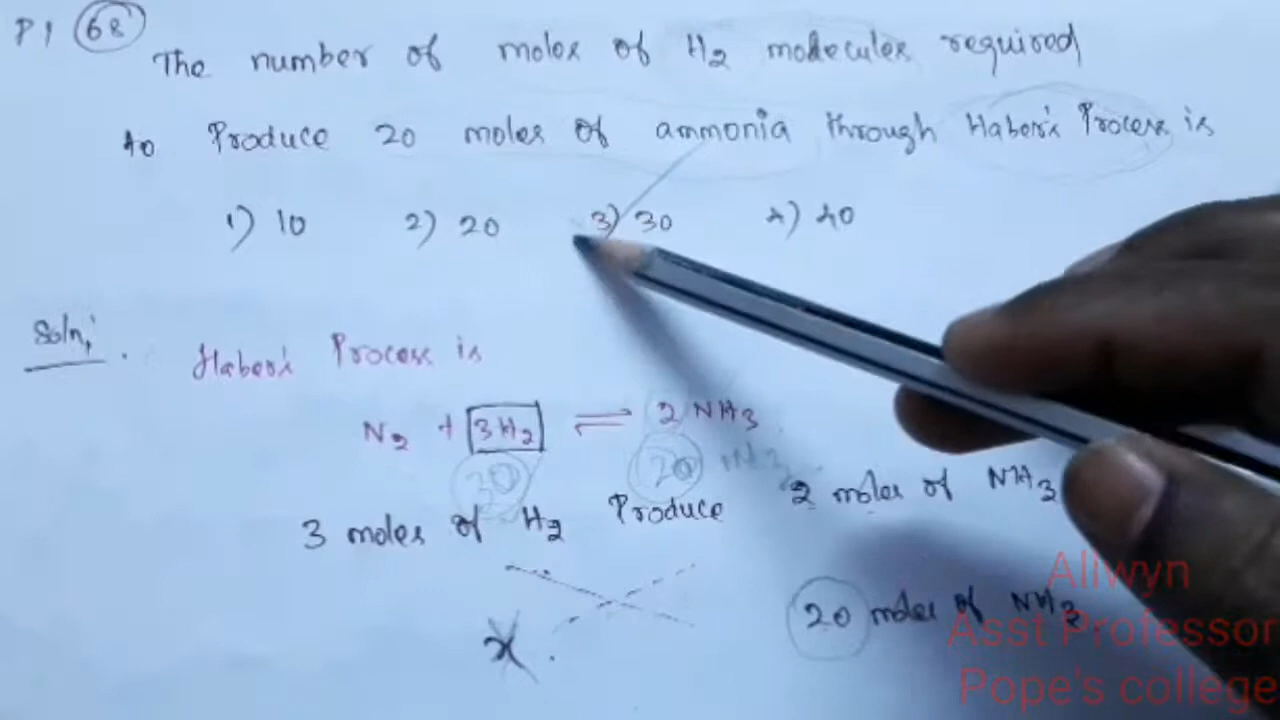 P1 68
The number of moles of H2 molecules required
to Produce 20 moles of ammonia through Haber's Process is
1) 10 2) 20 3) 30 4) 40
Soln;
Haber's Process is
N2 + 3H2 ⇌ 2NH3
30 20
3 moles of H2 Produce 2 moles of NH3
x 20 moles of NH3
Aliwyn
Asst Professor
Pope's college